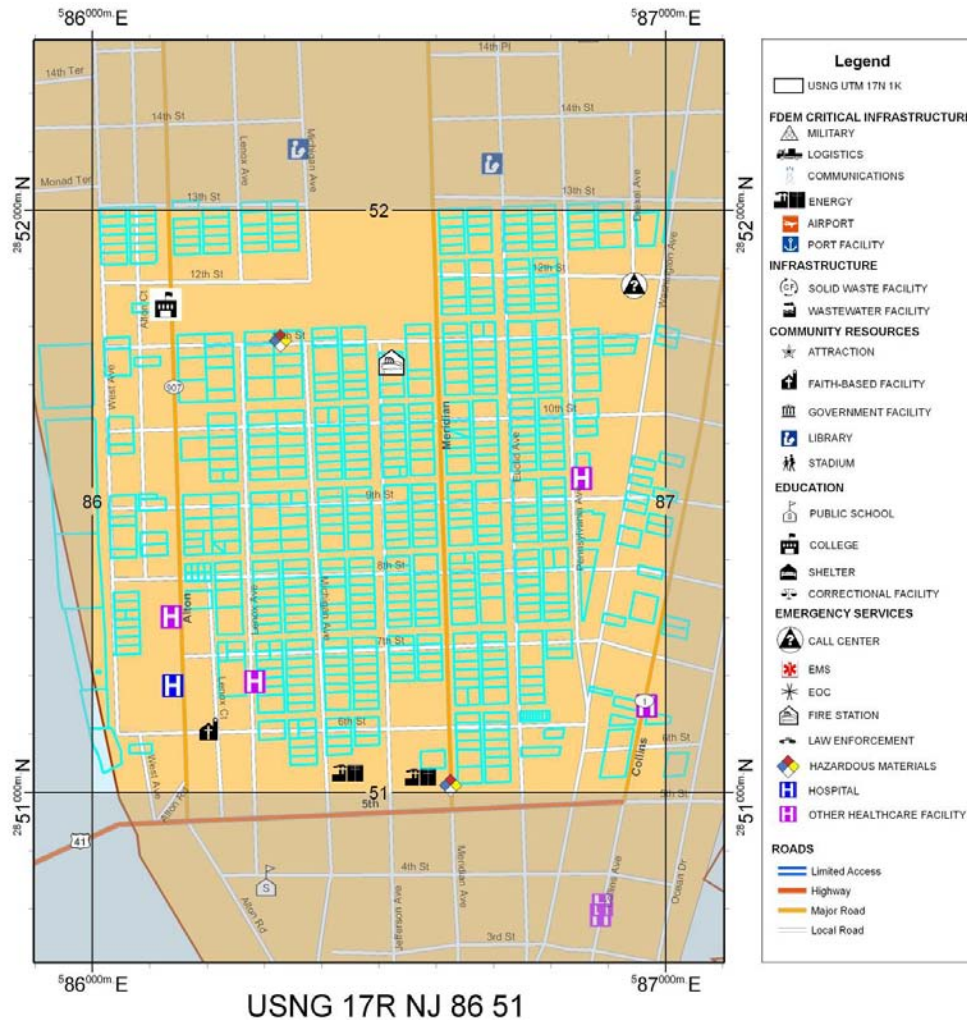 ⁵86⁰⁰⁰ᵐ·E
⁵87⁰⁰⁰ᵐ·E
14th Ter
14th Pl
14th St
14th St
Lenox Ave
Michigan Ave
Monad Ter
13th St
13th St
Drexel Ave
Washington Ave
²⁸52⁰⁰⁰ᵐ·N
52
²⁸52⁰⁰⁰ᵐ·N
12th St
12th St
Alton Ct
West Ave
907
Meridian
10th St
Euclid Ave
86
9th St
87
Pennsylvania Ave
8th St
Alton
Lenox Ave
Michigan Ave
7th St
Lenox Ct
1
6th St
6th St
West Ave
Collins
²⁸51⁰⁰⁰ᵐ·N
51
²⁸51⁰⁰⁰ᵐ·N
5th
5th St
Alton Rd
41
4th St
S
Alton Rd
Jefferson Ave
Meridian Ave
Collins Ave
Ocean Dr
3rd St
⁵86⁰⁰⁰ᵐ·E
⁵87⁰⁰⁰ᵐ·E
USNG 17R NJ 86 51
Legend
USNG UTM 17N 1K
FDEM CRITICAL INFRASTRUCTURE
MILITARY
LOGISTICS
COMMUNICATIONS
ENERGY
AIRPORT
PORT FACILITY
INFRASTRUCTURE
SOLID WASTE FACILITY
WASTEWATER FACILITY
COMMUNITY RESOURCES
ATTRACTION
FAITH-BASED FACILITY
GOVERNMENT FACILITY
LIBRARY
STADIUM
EDUCATION
PUBLIC SCHOOL
COLLEGE
SHELTER
CORRECTIONAL FACILITY
EMERGENCY SERVICES
CALL CENTER
EMS
EOC
FIRE STATION
LAW ENFORCEMENT
HAZARDOUS MATERIALS
HOSPITAL
OTHER HEALTHCARE FACILITY
ROADS
Limited Access
Highway
Major Road
Local Road